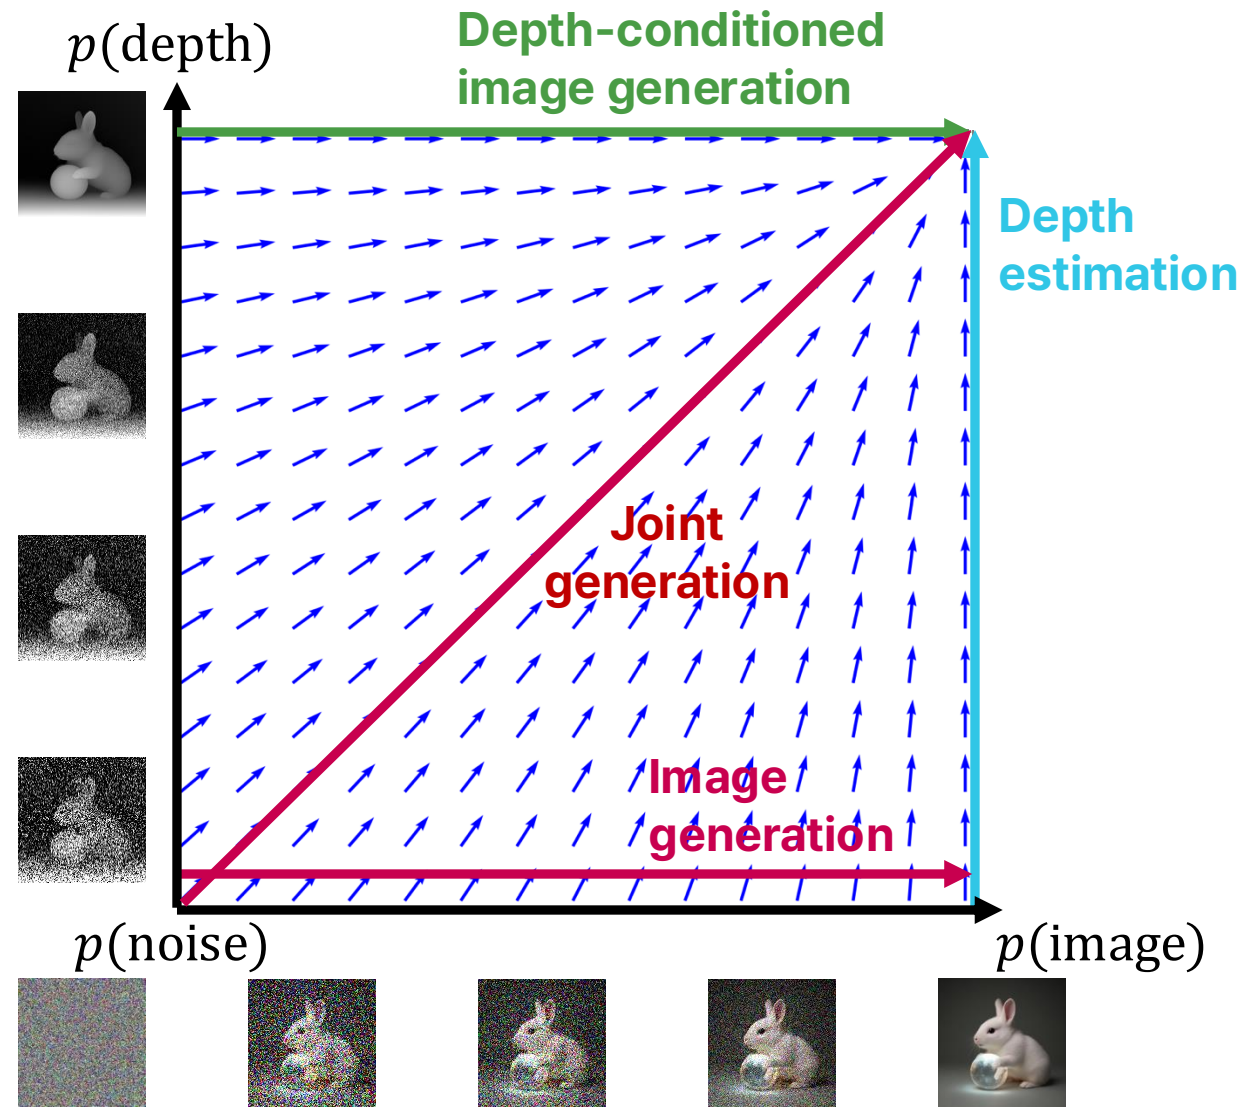 p(depth)
Depth-conditioned
image generation
Depth
estimation
Joint
generation
Image
generation
p(noise)
p(image)